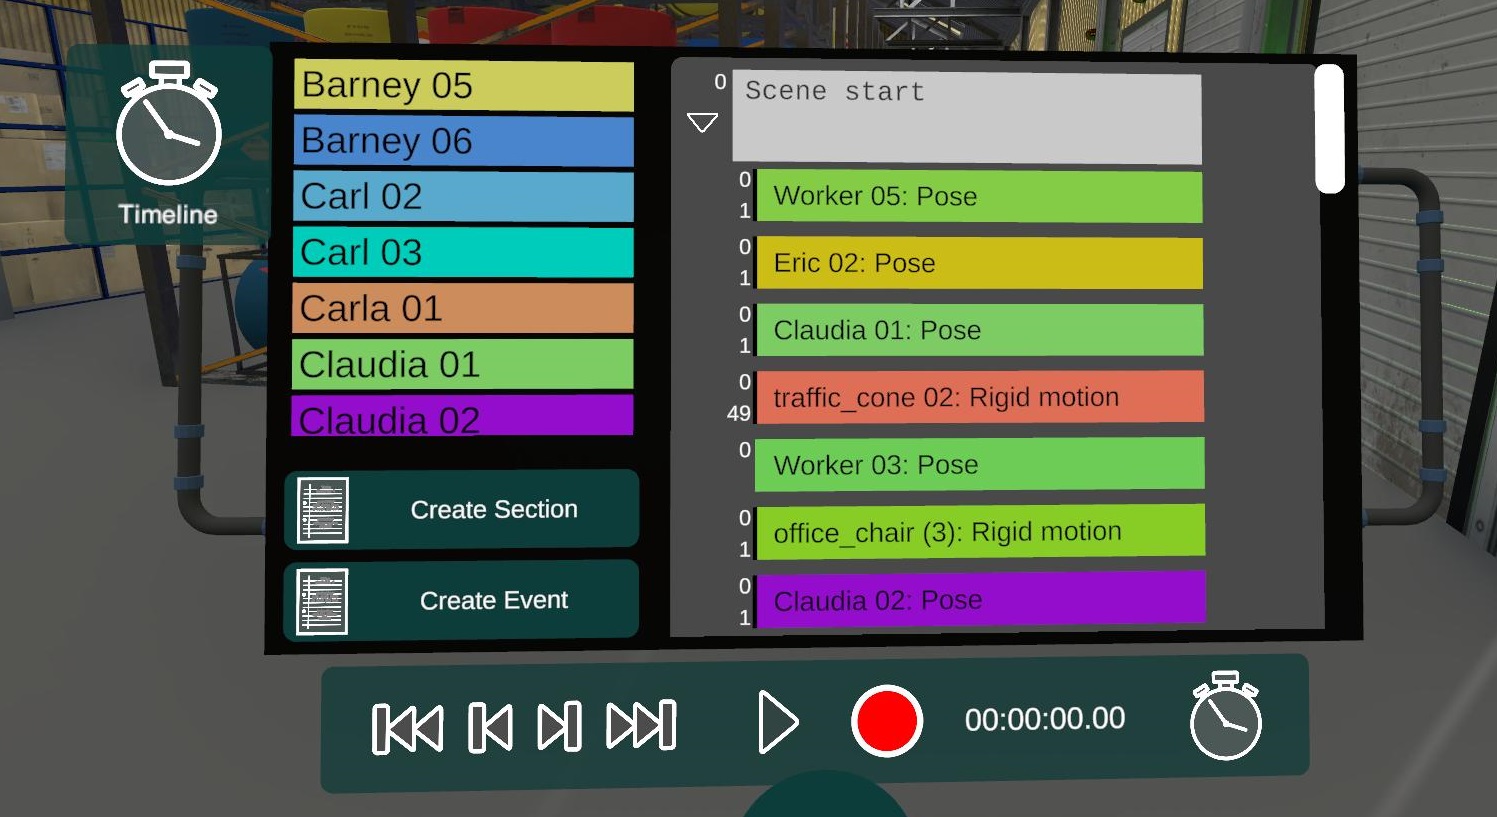 Timeline
Barney 05
Barney 06
Carl 02
Carl 03
Carla 01
Claudia 01
Claudia 02
Create Section
Create Event
0
Scene start
0
1
Worker 05: Pose
0
1
Eric 02: Pose
0
1
Claudia 01: Pose
0
49
traffic_cone 02: Rigid motion
0
Worker 03: Pose
0
1
office_chair (3): Rigid motion
0
1
Claudia 02: Pose
00:00:00.00